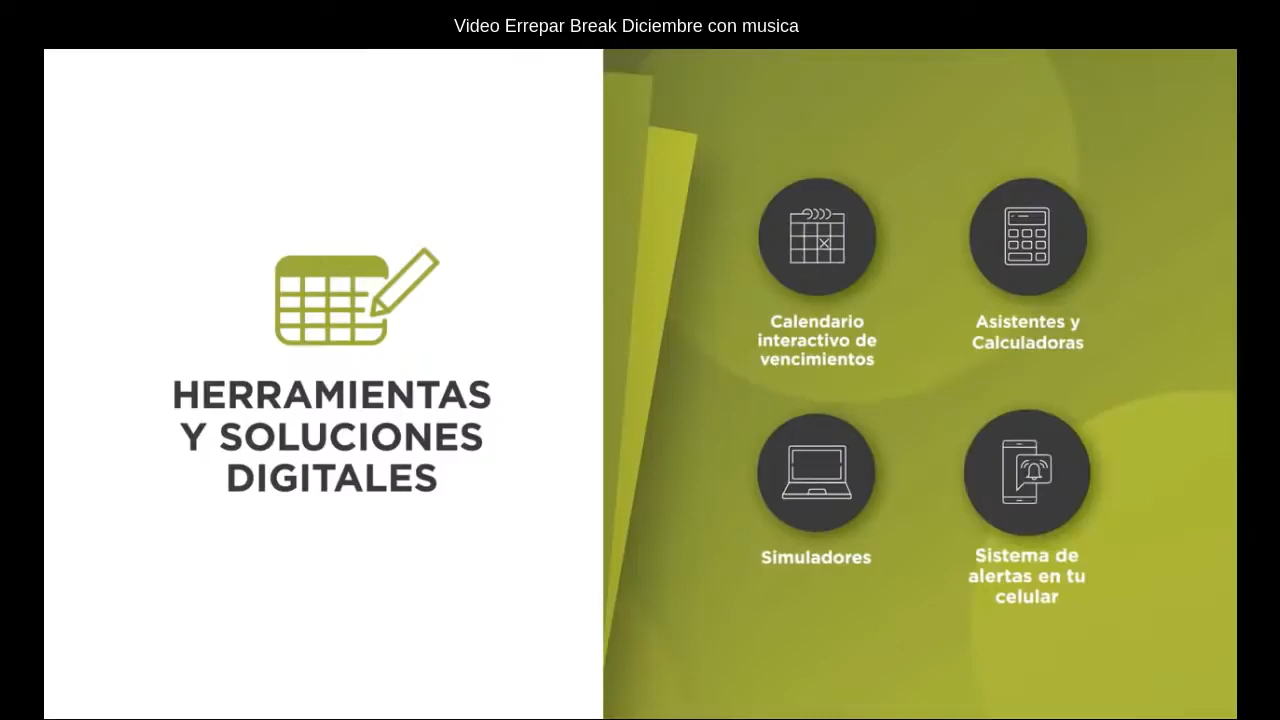 Video Errepar Break Diciembre con musica
HERRAMIENTAS
Y SOLUCIONES
DIGITALES
Calendario
interactivo de
vencimientos
Asistentes y
Calculadoras
Simuladores
Sistema de
alertas en tu
celular